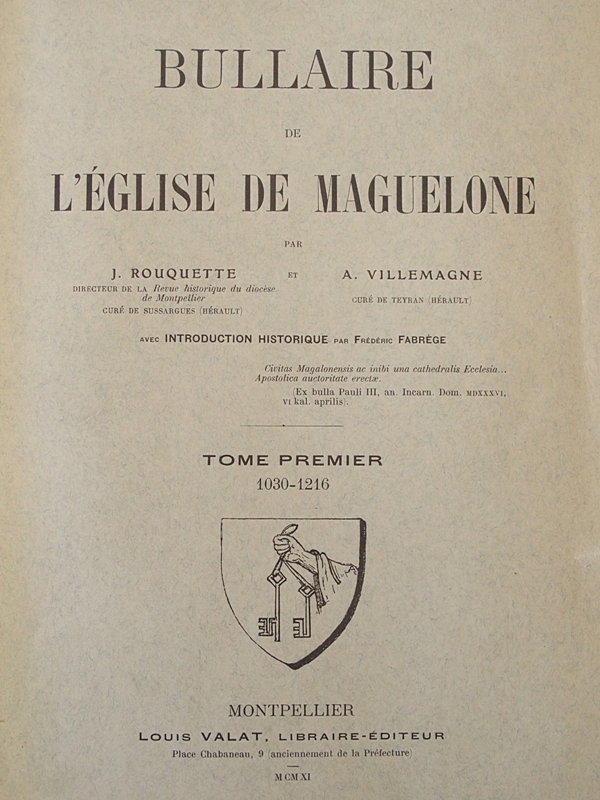 BULLAIRE
DE
L'ÉGLISE DE MAGUELONE
PAR
J. ROUQUETTE
DIRECTEUR DE LA Revue historique du diocèse
de Montpellier
CURÉ DE SUSSARGUES (HÉRAULT)
ET
A. VILLEMAGNE
CURÉ DE TEYRAN (HÉRAULT)
AVEC INTRODUCTION HISTORIQUE PAR FRÉDÉRIC FABRÈGE
Civitas Magalonensis ac inibi una cathedralis Ecclesia...
Apostolica auctoritate erectæ.
(Ex bulla Pauli III, an. Incarn. Dom. MDXXXVI,
VI kal. aprilis).
TOME PREMIER
1030-1216
MONTPELLIER
LOUIS VALAT, LIBRAIRE-ÉDITEUR
Place Chabaneau, 9 (anciennement de la Préfecture)
MCMXI